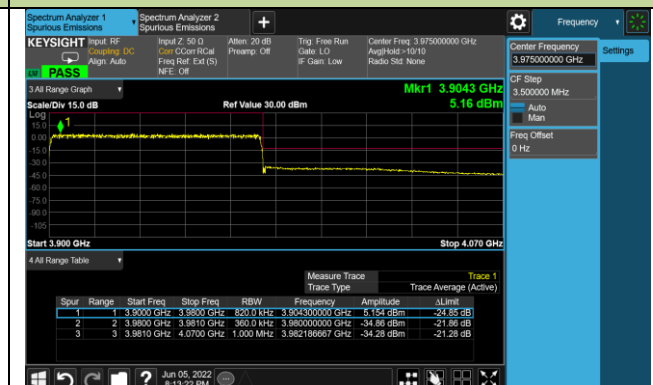 Spectrum Analyzer 1
Spurious Emissions
Spectrum Analyzer 2
Spurious Emissions
+
Frequency
KEYSIGHT
Input: RF
Coupling: DC
Align: Auto
Input Z: 50 Ω
Corr CCorr RCal
Freq Ref: Ext (S)
NFE: Off
Atten: 20 dB
Preamp: Off
Trig: Free Run
Gate: LO
IF Gain: Low
Center Freq: 3.975000000 GHz
Avg|Hold:>10/10
Radio Std: None
LVI PASS
3 All Range Graph
Mkr1 3.9043 GHz
5.16 dBm
Scale/Div 15.0 dB
Ref Value 30.00 dBm
Log
15.0
0.00
-15.0
-30.0
-45.0
-60.0
-75.0
-90.0
-105
1
Start 3.900 GHz
Stop 4.070 GHz
4 All Range Table
Measure Trace Trace 1
Trace Type Trace Average (Active)
Spur Range Start Freq Stop Freq RBW Frequency Amplitude ΔLimit
1 1 3.9000 GHz 3.9800 GHz 820.0 kHz 3.904300000 GHz 5.154 dBm -24.85 dB
2 2 3.9800 GHz 3.9810 GHz 360.0 kHz 3.980000000 GHz -34.86 dBm -21.86 dB
3 3 3.9810 GHz 4.0700 GHz 1.000 MHz 3.982186667 GHz -34.28 dBm -21.28 dB
Center Frequency
3.975000000 GHz
Settings
CF Step
3.500000 MHz
Auto
Man
Freq Offset
0 Hz
?
Jun 05, 2022
8:13:22 PM